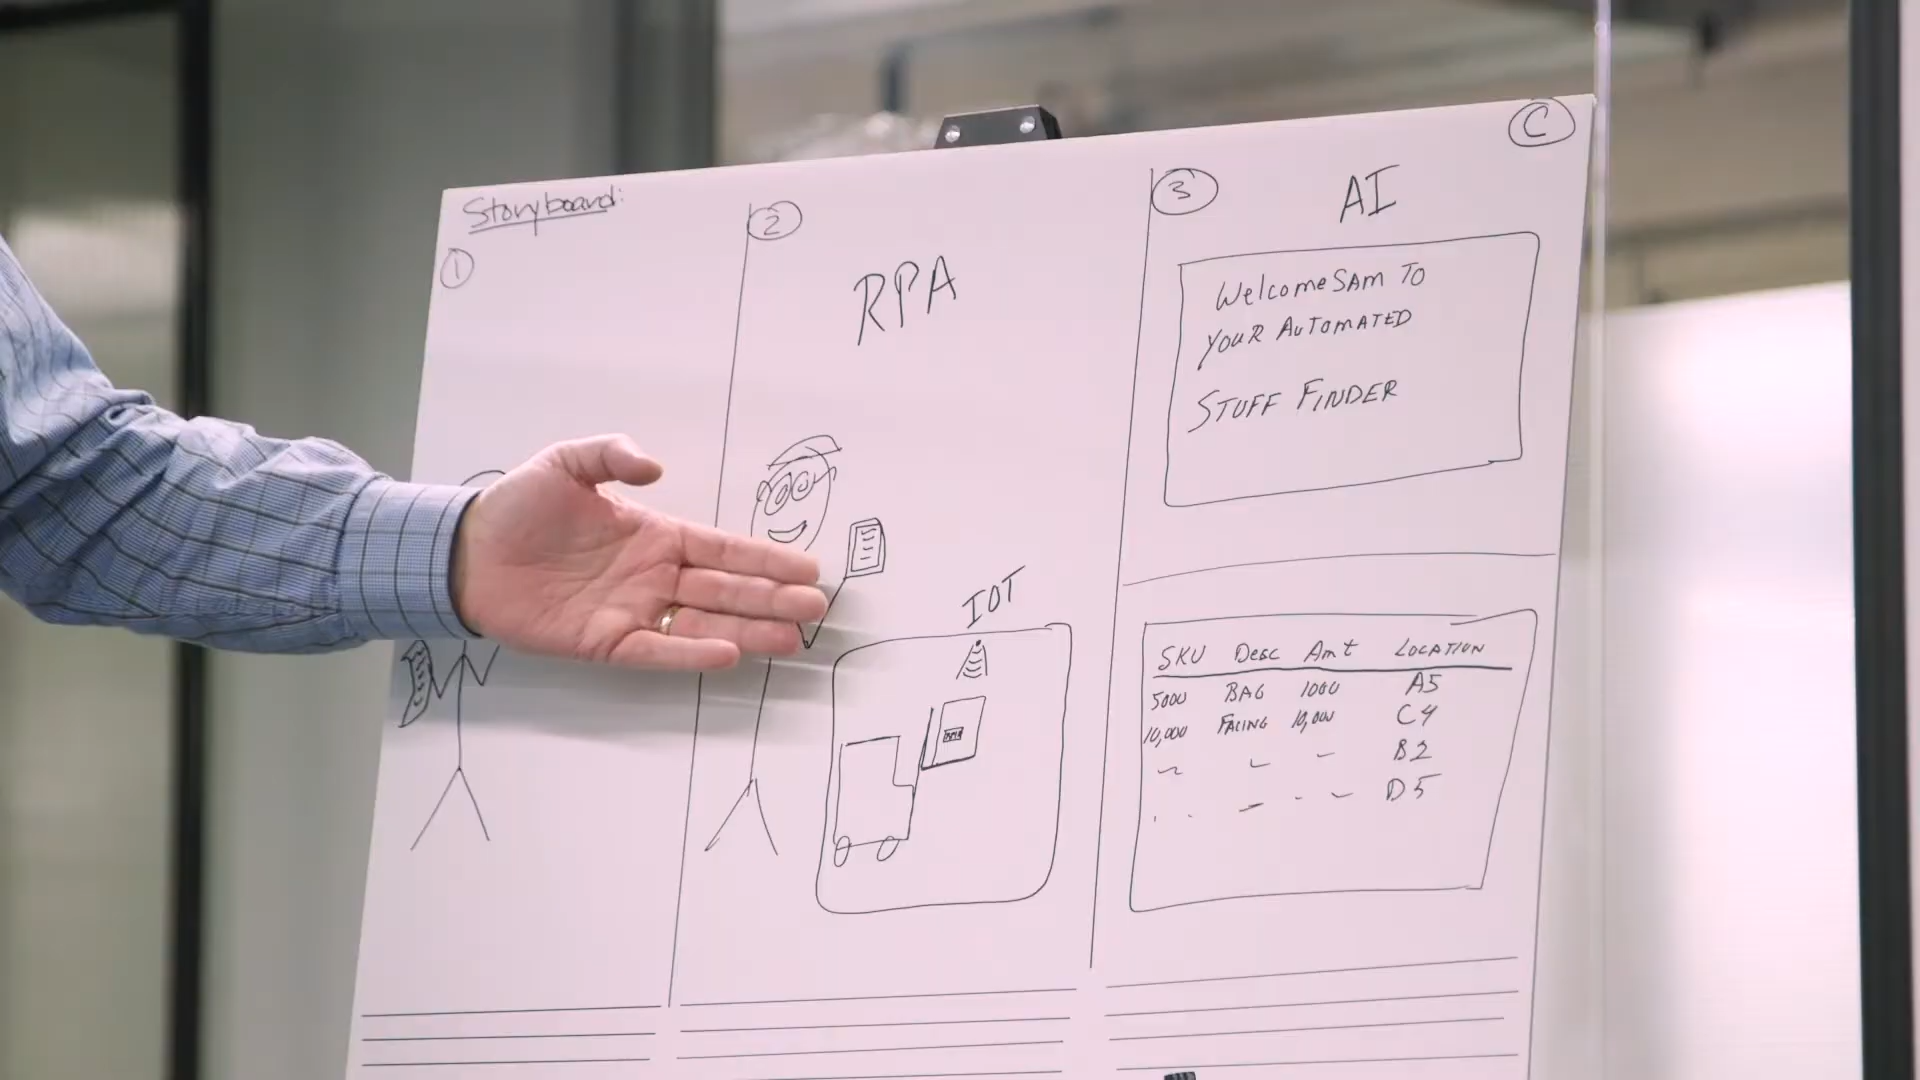 Storyboard:
1
2
RPA
IOT
3
AI
C
Welcome SAM TO
YOUR AUTOMATED
STUFF FINDER
SKU Desc Amt LOCATION
5000 BAG 1000 A5
10,000 FACING 10,000 C4
B2
D5